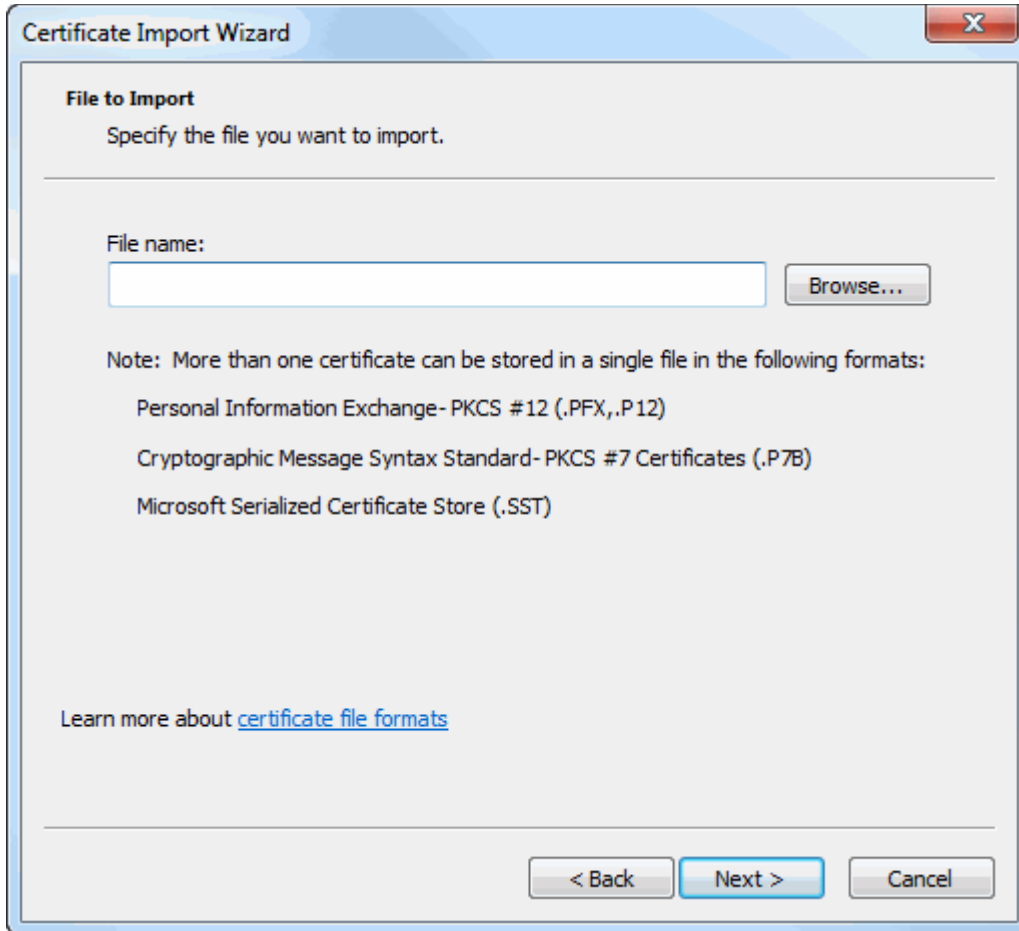 Certificate Import Wizard
File to Import
Specify the file you want to import.
File name:
Browse...
Note:  More than one certificate can be stored in a single file in the following formats:
Personal Information Exchange- PKCS #12 (.PFX,.P12)
Cryptographic Message Syntax Standard- PKCS #7 Certificates (.P7B)
Microsoft Serialized Certificate Store (.SST)
Learn more about certificate file formats
< Back Next > Cancel